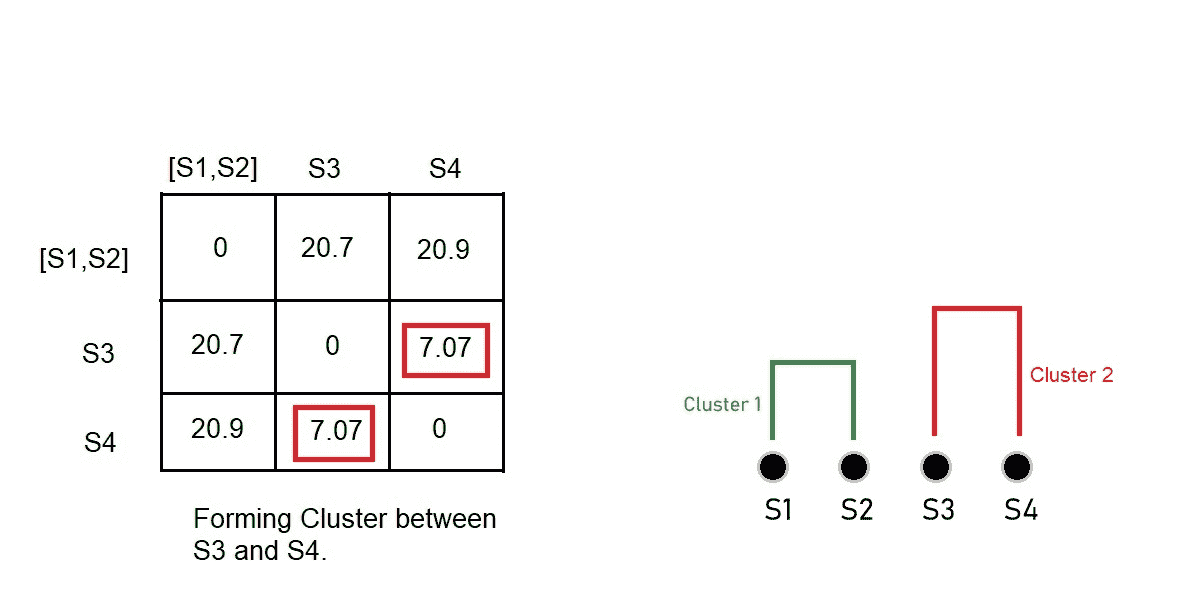 [S1,S2] S3 S4
[S1,S2] 0 20.7 20.9
S3 20.7 0 7.07
S4 20.9 7.07 0
Forming Cluster between
S3 and S4.
Cluster 1
Cluster 2
S1 S2 S3 S4